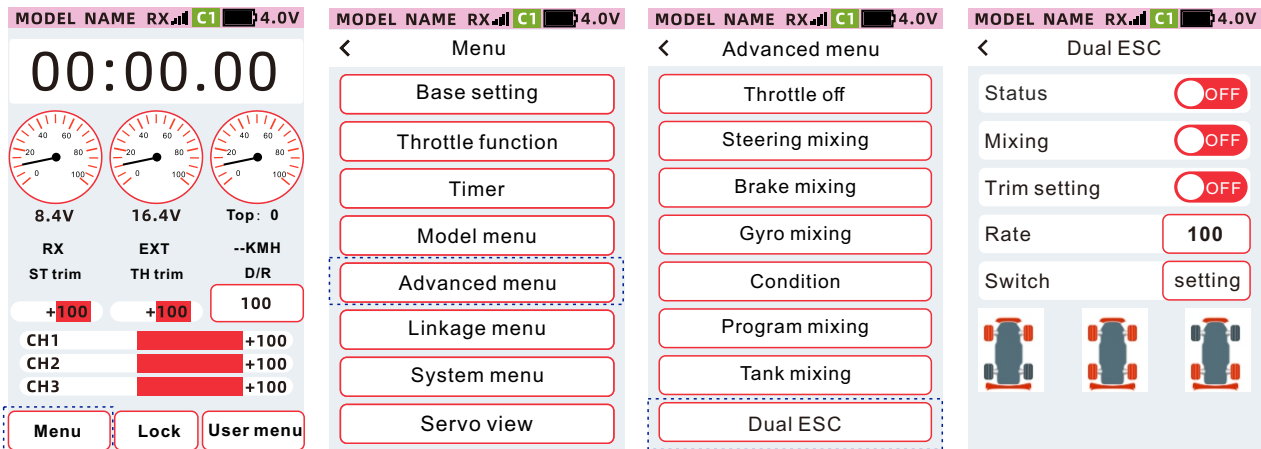 MODEL NAME RX C1 4.0V
00:00.00
40 60
20 80
0 100
40 60
20 80
0 100
40 60
20 80
0 100
8.4V 16.4V Top: 0
RX EXT --KMH
ST trim TH trim D/R
+100 +100 100
CH1 +100
CH2 +100
CH3 +100
Menu Lock User menu
MODEL NAME RX C1 4.0V
< Menu
Base setting
Throttle function
Timer
Model menu
Advanced menu
Linkage menu
System menu
Servo view
MODEL NAME RX C1 4.0V
< Advanced menu
Throttle off
Steering mixing
Brake mixing
Gyro mixing
Condition
Program mixing
Tank mixing
Dual ESC
MODEL NAME RX C1 4.0V
< Dual ESC
Status OFF
Mixing OFF
Trim setting OFF
Rate 100
Switch setting